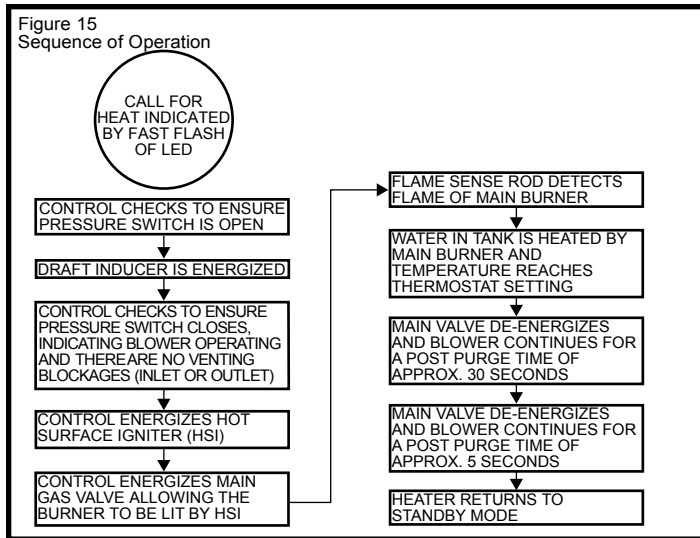 Figure 15
Sequence of Operation
CALL FOR
HEAT INDICATED
BY FAST FLASH
OF LED
CONTROL CHECKS TO ENSURE
PRESSURE SWITCH IS OPEN
DRAFT INDUCER IS ENERGIZED
CONTROL CHECKS TO ENSURE
PRESSURE SWITCH CLOSES,
INDICATING BLOWER OPERATING
AND THERE ARE NO VENTING
BLOCKAGES (INLET OR OUTLET)
CONTROL ENERGIZES HOT
SURFACE IGNITER (HSI)
CONTROL ENERGIZES MAIN
GAS VALVE ALLOWING THE
BURNER TO BE LIT BY HSI
FLAME SENSE ROD DETECTS
FLAME OF MAIN BURNER
WATER IN TANK IS HEATED BY
MAIN BURNER AND
TEMPERATURE REACHES
THERMOSTAT SETTING
MAIN VALVE DE-ENERGIZES
AND BLOWER CONTINUES FOR
A POST PURGE TIME OF
APPROX. 30 SECONDS
MAIN VALVE DE-ENERGIZES
AND BLOWER CONTINUES FOR
A POST PURGE TIME OF
APPROX. 5 SECONDS
HEATER RETURNS TO
STANDBY MODE